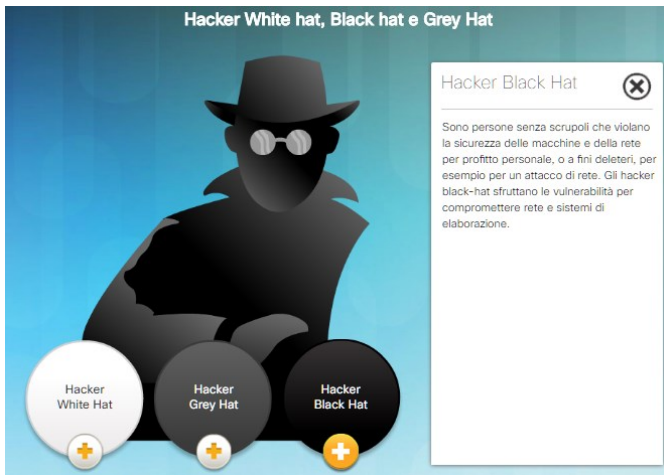 Hacker White hat, Black hat e Grey Hat
Hacker Black Hat
Sono persone senza scrupoli che violano
la sicurezza delle macchine e della rete
per profitto personale, o a fini deleteri, per
esempio per un attacco di rete. Gli hacker
black-hat sfruttano le vulnerabilità per
compromettere rete e sistemi di
elaborazione.
Hacker
White Hat
Hacker
Grey Hat
Hacker
Black Hat